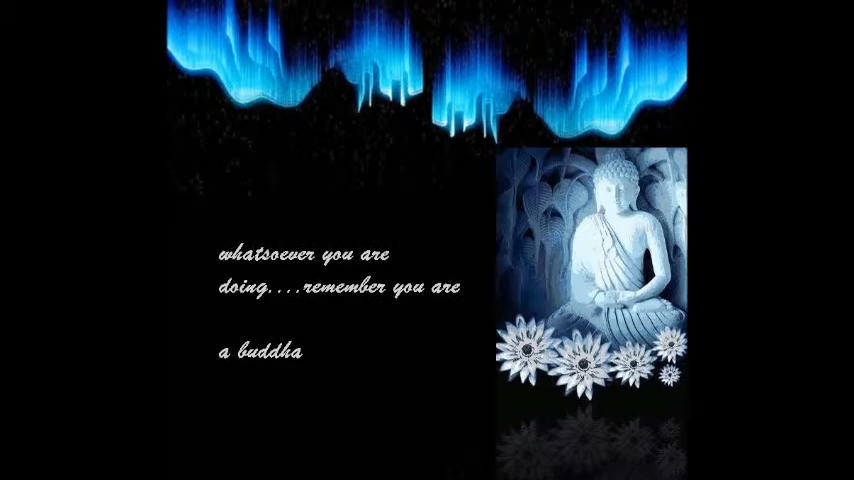 whatsoever you are
doing....remember you are
a buddha